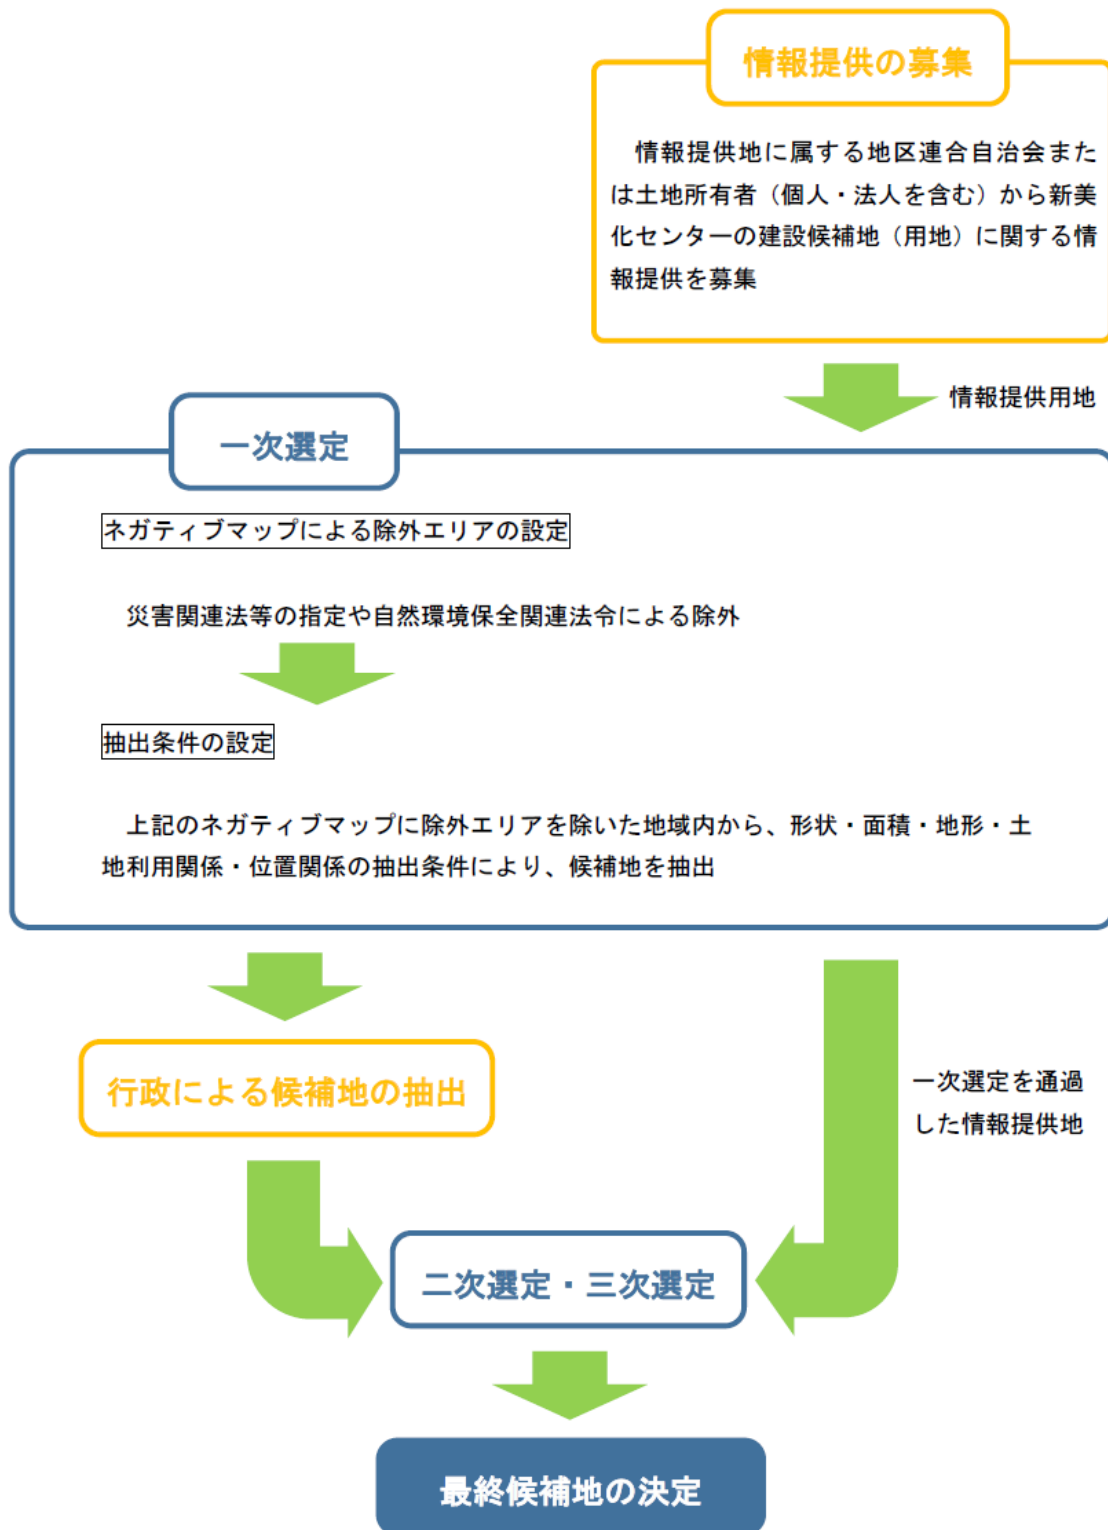 情報提供の募集
情報提供地に属する地区連合自治会また
は土地所有者（個人・法人を含む）から新美
化センターの建設候補地（用地）に関する情
報提供を募集
情報提供用地
一次選定
ネガティブマップによる除外エリアの設定
災害関連法等の指定や自然環境保全関連法令による除外
抽出条件の設定
上記のネガティブマップに除外エリアを除いた地域内から、形状・面積・地形・土
地利用関係・位置関係の抽出条件により、候補地を抽出
行政による候補地の抽出
一次選定を通過
した情報提供地
二次選定・三次選定
最終候補地の決定